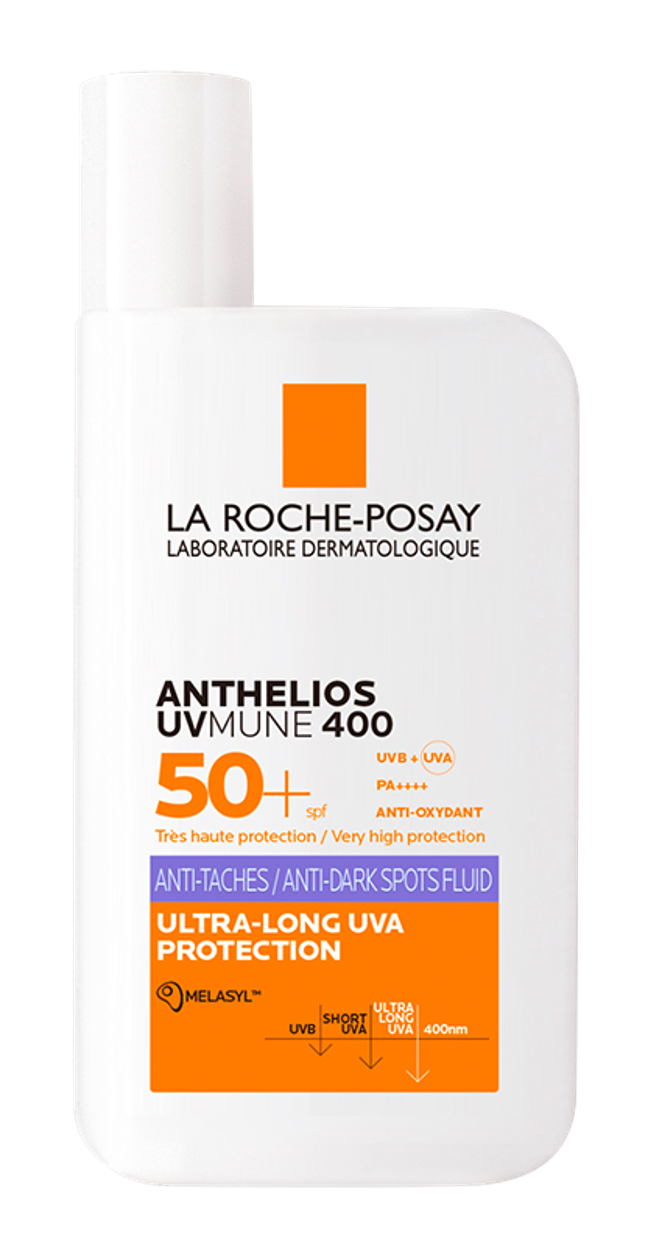 LA ROCHE-POSAY
LABORATOIRE DERMATOLOGIQUE
ANTHELIOS
UVMUNE 400
50+ spf
UVB + UVA
PA++++
ANTI-OXYDANT
Très haute protection / Very high protection
ANTI-TACHES / ANTI-DARK SPOTS FLUID
ULTRA-LONG UVA
PROTECTION
MELASYL™
UVB
SHORT
UVA
ULTRA
LONG
UVA
400nm